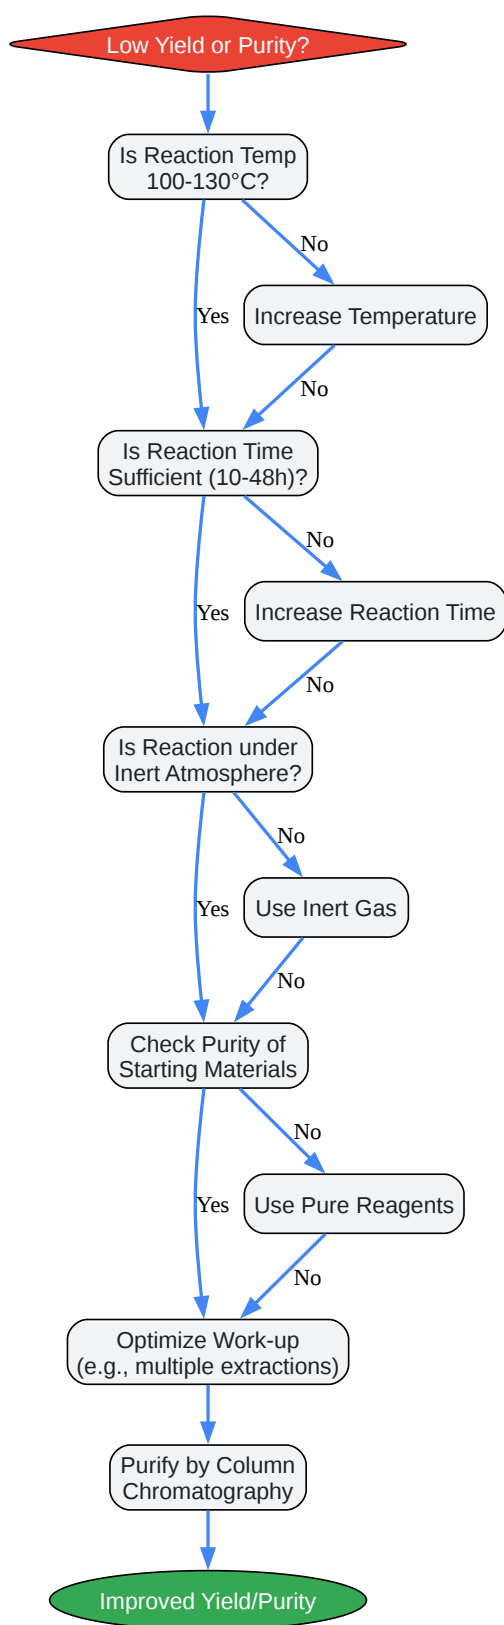 Low Yield or Purity?
Is Reaction Temp
100-130°C?
No
Yes
Increase Temperature
No
Is Reaction Time
Sufficient (10-48h)?
No
Yes
Increase Reaction Time
No
Is Reaction under
Inert Atmosphere?
No
Yes
Use Inert Gas
No
Check Purity of
Starting Materials
No
Yes
Use Pure Reagents
No
Optimize Work-up
(e.g., multiple extractions)
Purify by Column
Chromatography
Improved Yield/Purity